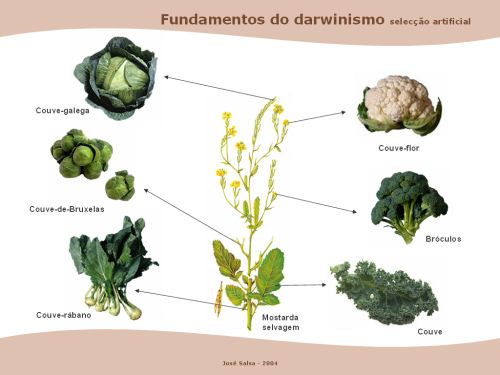 Fundamentos do darwinismo selecção artificial
Couve-galega
Couve-flor
Couve-de-Bruxelas
Bróculos
Couve-rábano
Mostarda
selvagem
Couve
José Salsa - 2004